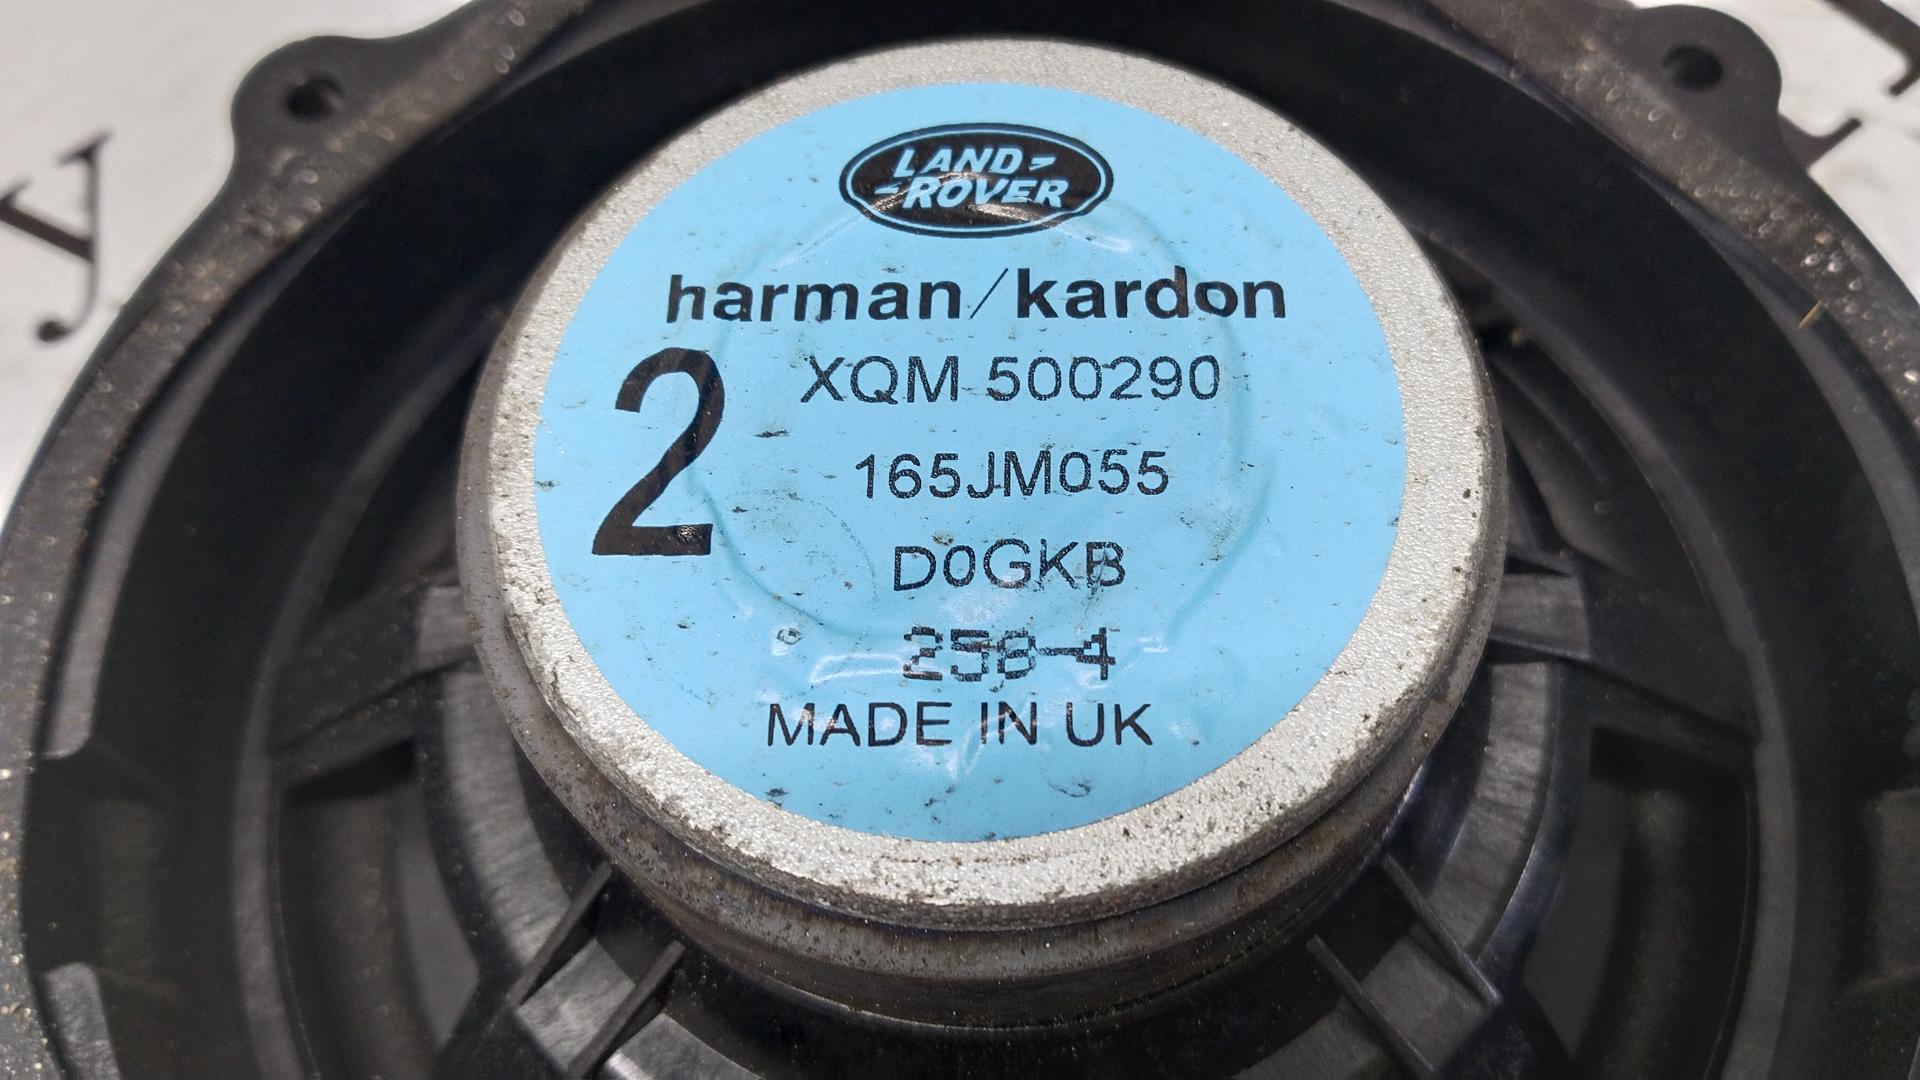 LAND-
-ROVER
harman/kardon
2
XQM 500290
165JM055
D0GKB
258-4
MADE IN UK
y